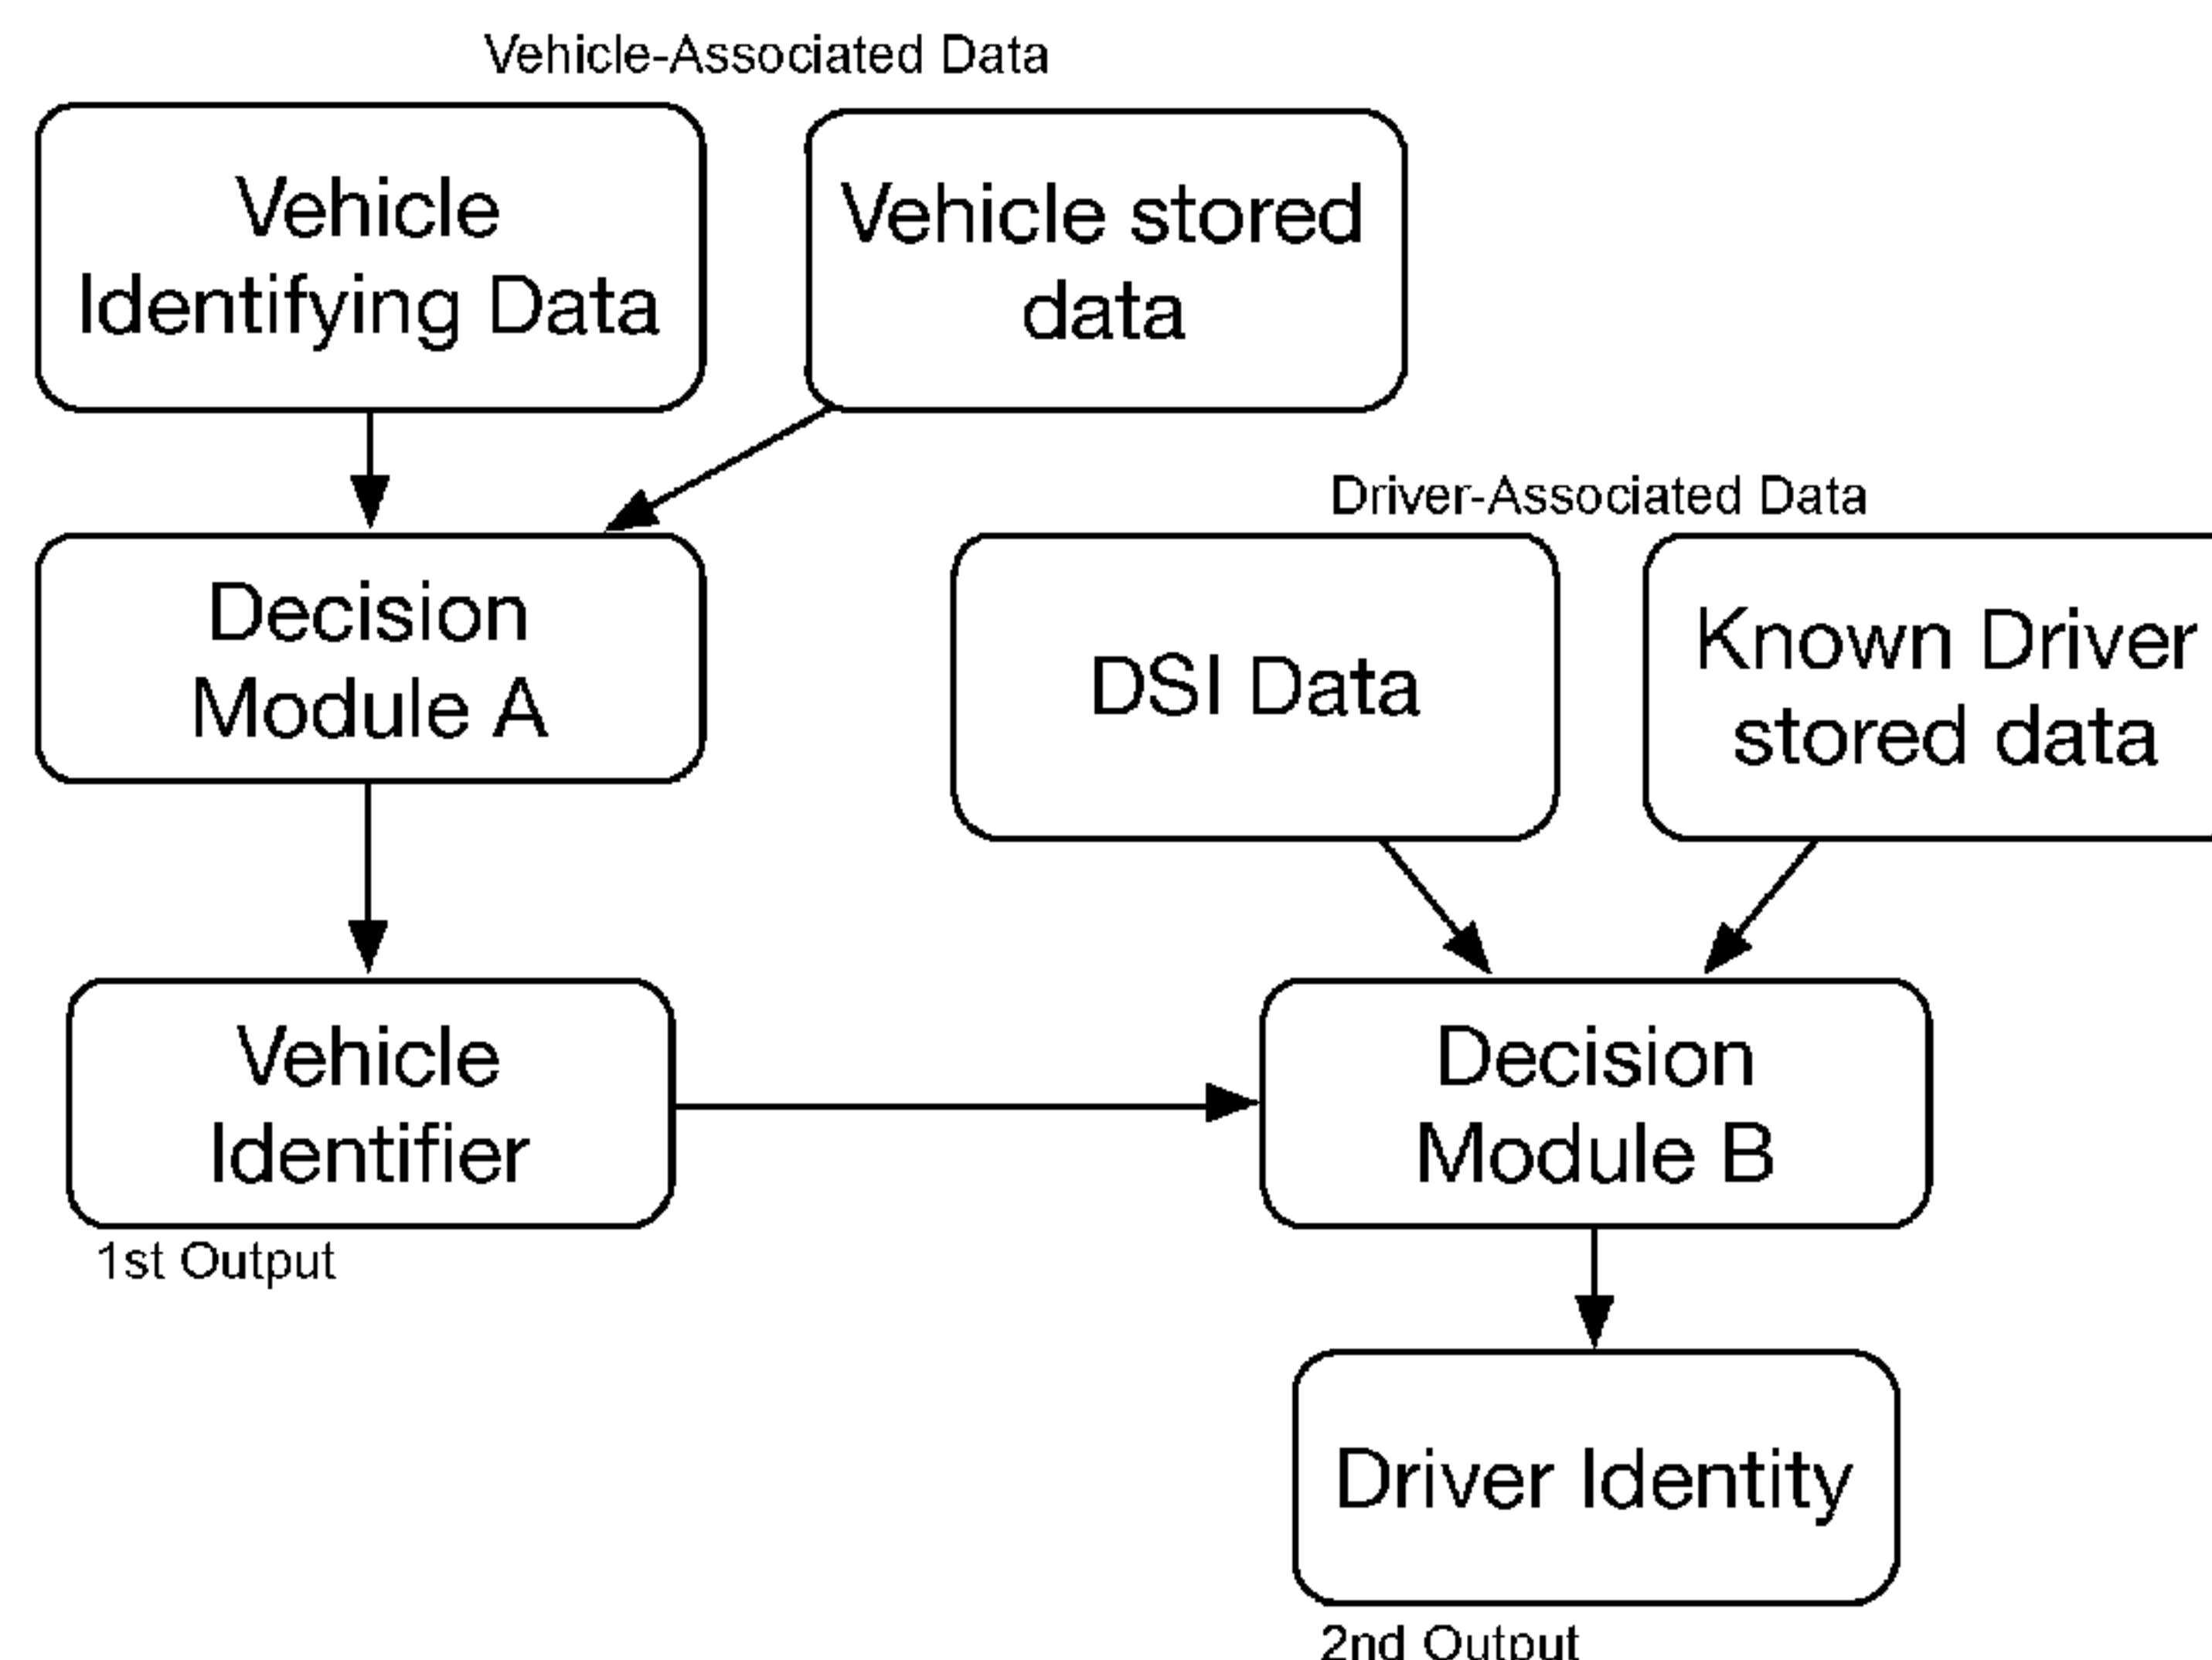 Vehicle-Associated Data
Vehicle
Identifying Data
Vehicle stored
data
Driver-Associated Data
Decision
Module A
DSI Data
Known Driver
stored data
Vehicle
Identifier
1st Output
Decision
Module B
Driver Identity
2nd Output